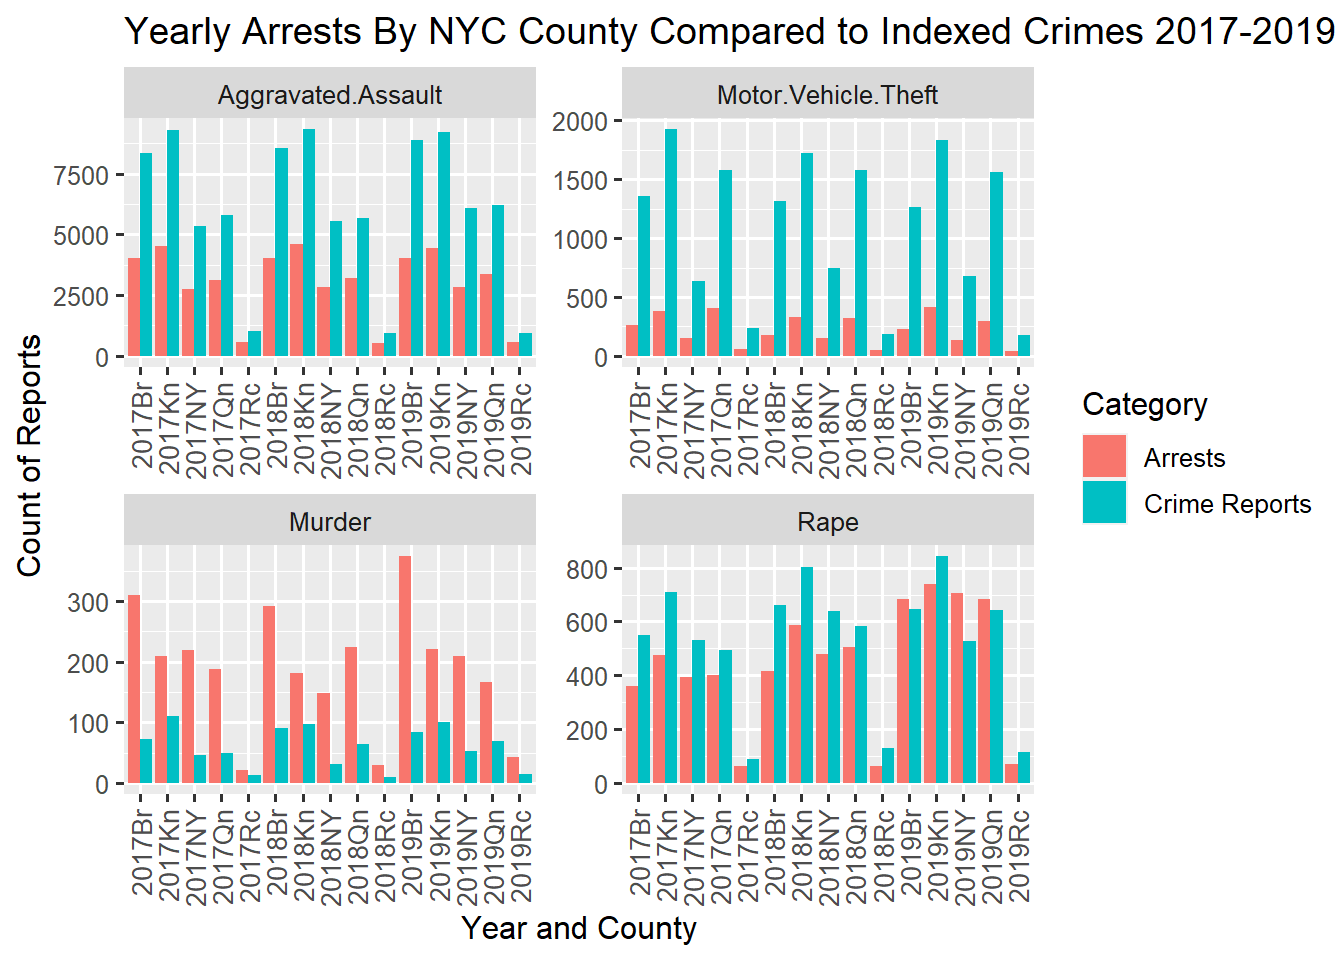 Yearly Arrests By NYC County Compared to Indexed Crimes 2017-2019
Aggravated.Assault
Motor.Vehicle.Theft
7500
5000
2500
0
2000
1500
1000
500
0
2017Br
2017Kn
2017NY
2017Qn
2017Rc
2018Br
2018Kn
2018NY
2018Qn
2018Rc
2019Br
2019Kn
2019NY
2019Qn
2019Rc
2017Br
2017Kn
2017NY
2017Qn
2017Rc
2018Br
2018Kn
2018NY
2018Qn
2018Rc
2019Br
2019Kn
2019NY
2019Qn
2019Rc
Murder
Rape
300
200
100
0
800
600
400
200
0
2017Br
2017Kn
2017NY
2017Qn
2017Rc
2018Br
2018Kn
2018NY
2018Qn
2018Rc
2019Br
2019Kn
2019NY
2019Qn
2019Rc
2017Br
2017Kn
2017NY
2017Qn
2017Rc
2018Br
2018Kn
2018NY
2018Qn
2018Rc
2019Br
2019Kn
2019NY
2019Qn
2019Rc
Count of Reports
Year and County
Category
Arrests
Crime Reports